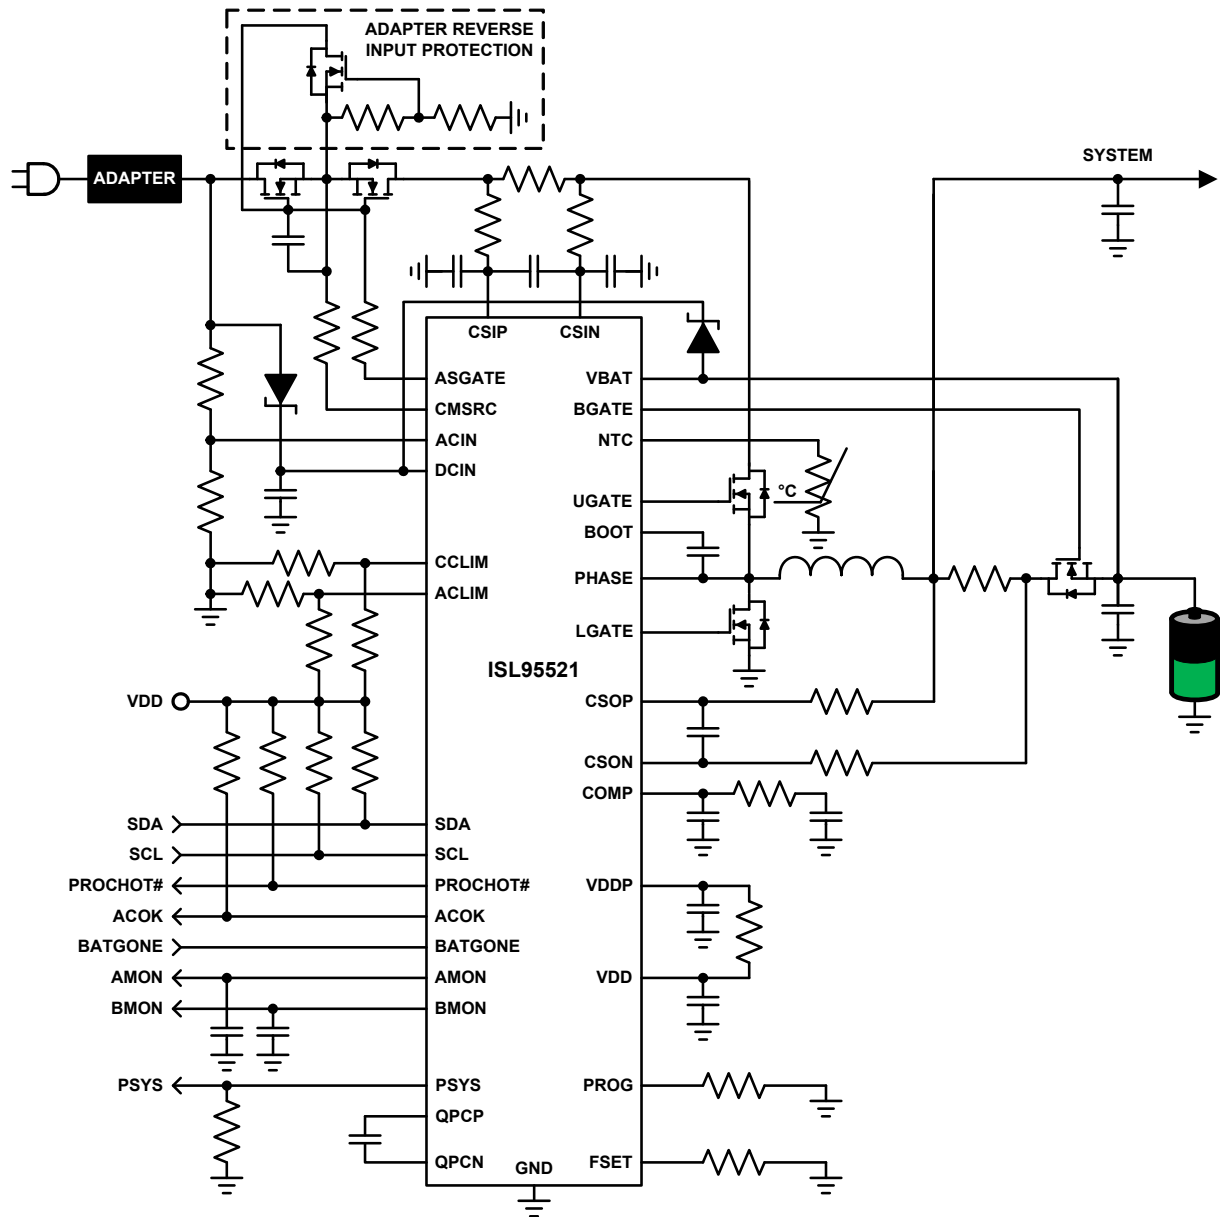 ADAPTER REVERSE
INPUT PROTECTION
SYSTEM
ADAPTER
CSIP
CSIN
ASGATE
VBAT
CMSRC
BGATE
ACIN
NTC
DCIN
UGATE
°C
BOOT
CCLIM
PHASE
ACLIM
LGATE
ISL95521
VDD
CSOP
CSON
COMP
SDA
SDA
SCL
SCL
PROCHOT#
PROCHOT#
VDDP
ACOK
ACOK
BATGONE
BATGONE
AMON
AMON
VDD
BMON
BMON
PSYS
PSYS
PROG
QPCP
QPCN
FSET
GND